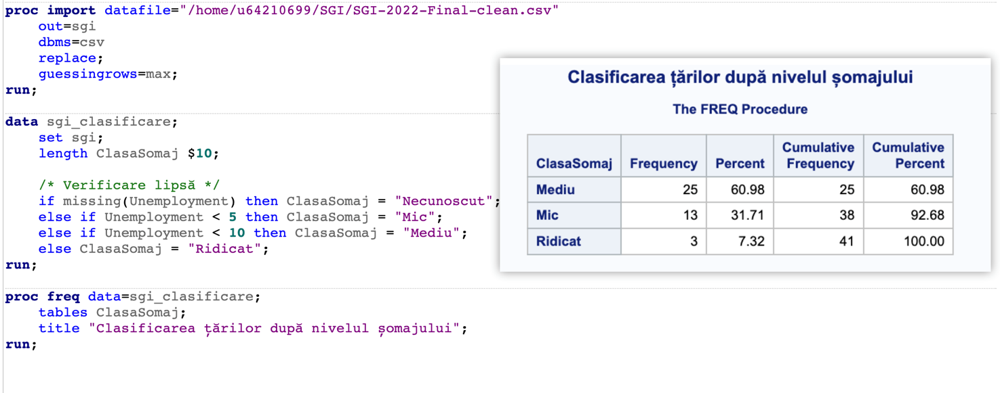 proc import datafile="/home/u64210699/SGI/SGI-2022-Final-clean.csv"
    out=sgi
    dbms=csv
    replace;
    guessingrows=max;
run;
data sgi_clasificare;
    set sgi;
    length ClasaSomaj $10;
    /* Verificare lipsă */
    if missing(Unemployment) then ClasaSomaj = "Necunoscut";
    else if Unemployment < 5 then ClasaSomaj = "Mic";
    else if Unemployment < 10 then ClasaSomaj = "Mediu";
    else ClasaSomaj = "Ridicat";
run;
proc freq data=sgi_clasificare;
    tables ClasaSomaj;
    title "Clasificarea țărilor după nivelul șomajului";
run;
Clasificarea țărilor după nivelul șomajului
The FREQ Procedure
ClasaSomaj Frequency Percent Cumulative Frequency Cumulative Percent
Mediu 25 60.98 25 60.98
Mic 13 31.71 38 92.68
Ridicat 3 7.32 41 100.00